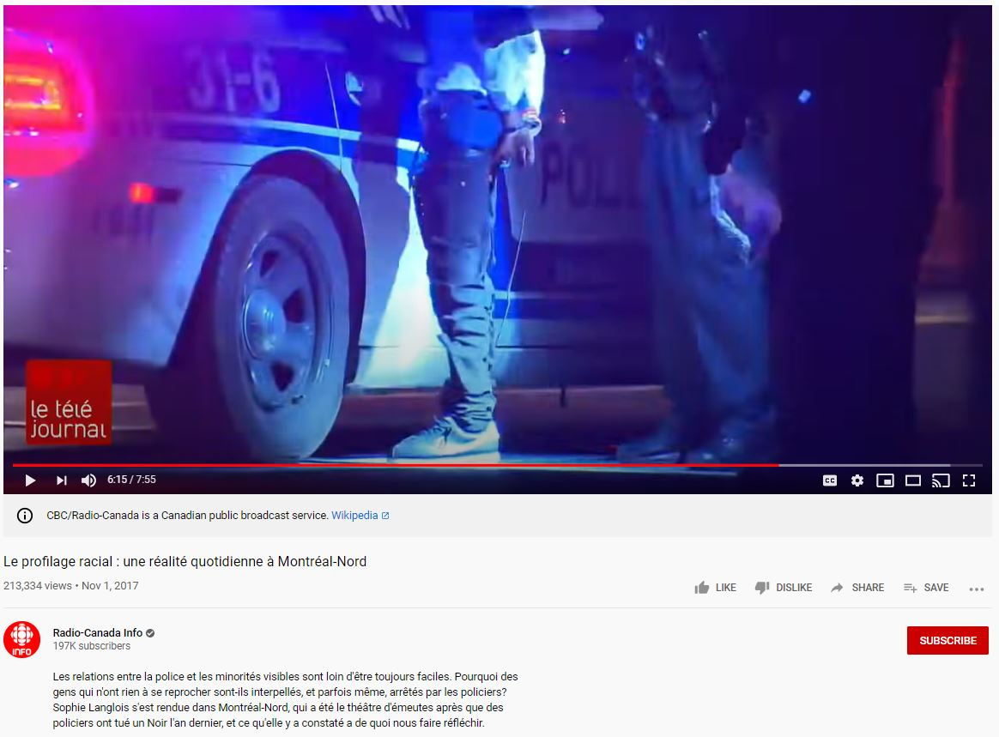 31-6
POLI
le télé
journal
6:15 / 7:55
CC
CBC/Radio-Canada is a Canadian public broadcast service. Wikipedia
Le profilage racial : une réalité quotidienne à Montréal-Nord
213,334 views • Nov 1, 2017
LIKE DISLIKE SHARE SAVE
INFO
Radio-Canada Info
197K subscribers
SUBSCRIBE
Les relations entre la police et les minorités visibles sont loin d'être toujours faciles. Pourquoi des
gens qui n'ont rien à se reprocher sont-ils interpellés, et parfois même, arrêtés par les policiers?
Sophie Langlois s'est rendue dans Montréal-Nord, qui a été le théâtre d'émeutes après que des
policiers ont tué un Noir l'an dernier, et ce qu'elle y a constaté a de quoi nous faire réfléchir.